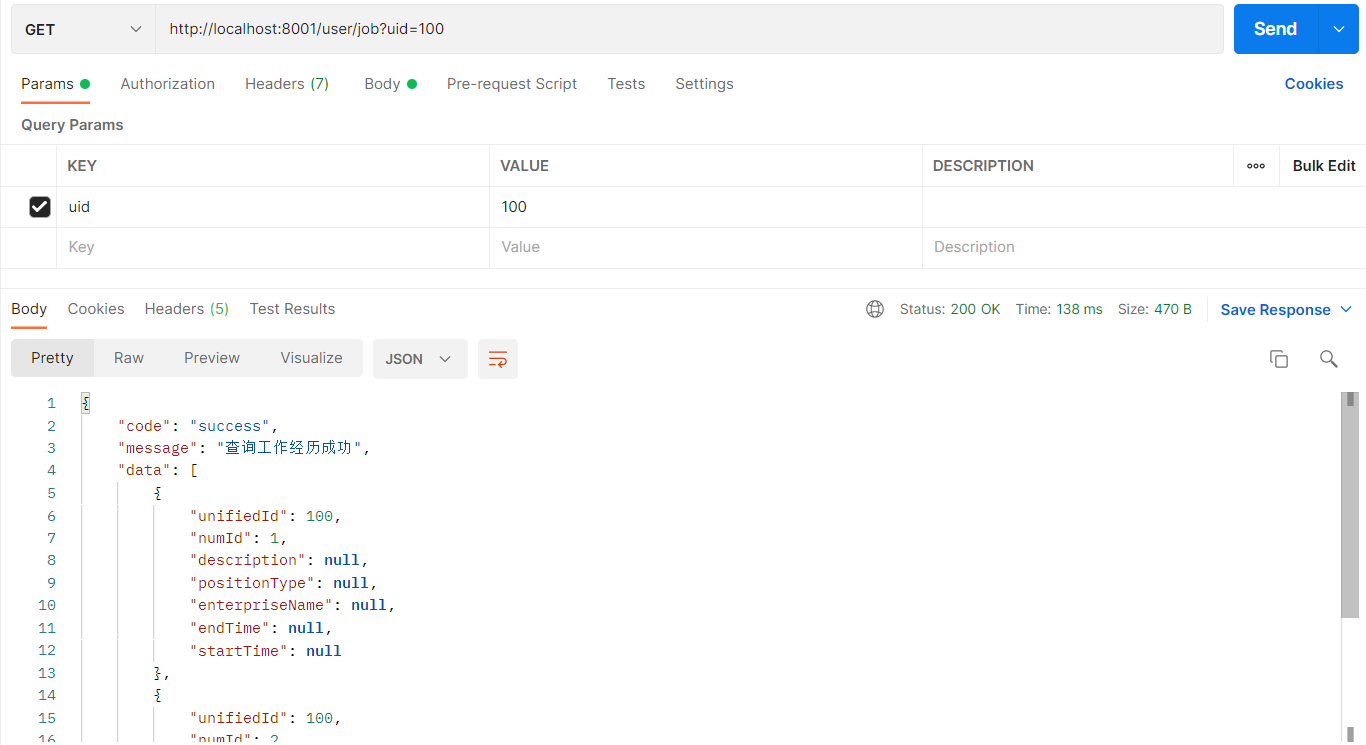 GET http://localhost:8001/user/job?uid=100 Send
Params Authorization Headers (7) Body Pre-request Script Tests Settings Cookies
Query Params
KEY VALUE DESCRIPTION ooo Bulk Edit
uid 100
Key Value Description
Body Cookies Headers (5) Test Results Status: 200 OK Time: 138 ms Size: 470 B Save Response
Pretty Raw Preview Visualize JSON
1 {
2 "code": "success",
3 "message": "查询工作经历成功",
4 "data": [
5 {
6 "unifiedId": 100,
7 "numId": 1,
8 "description": null,
9 "positionType": null,
10 "enterpriseName": null,
11 "endTime": null,
12 "startTime": null
13 },
14 {
15 "unifiedId": 100,
16 "numId": 2